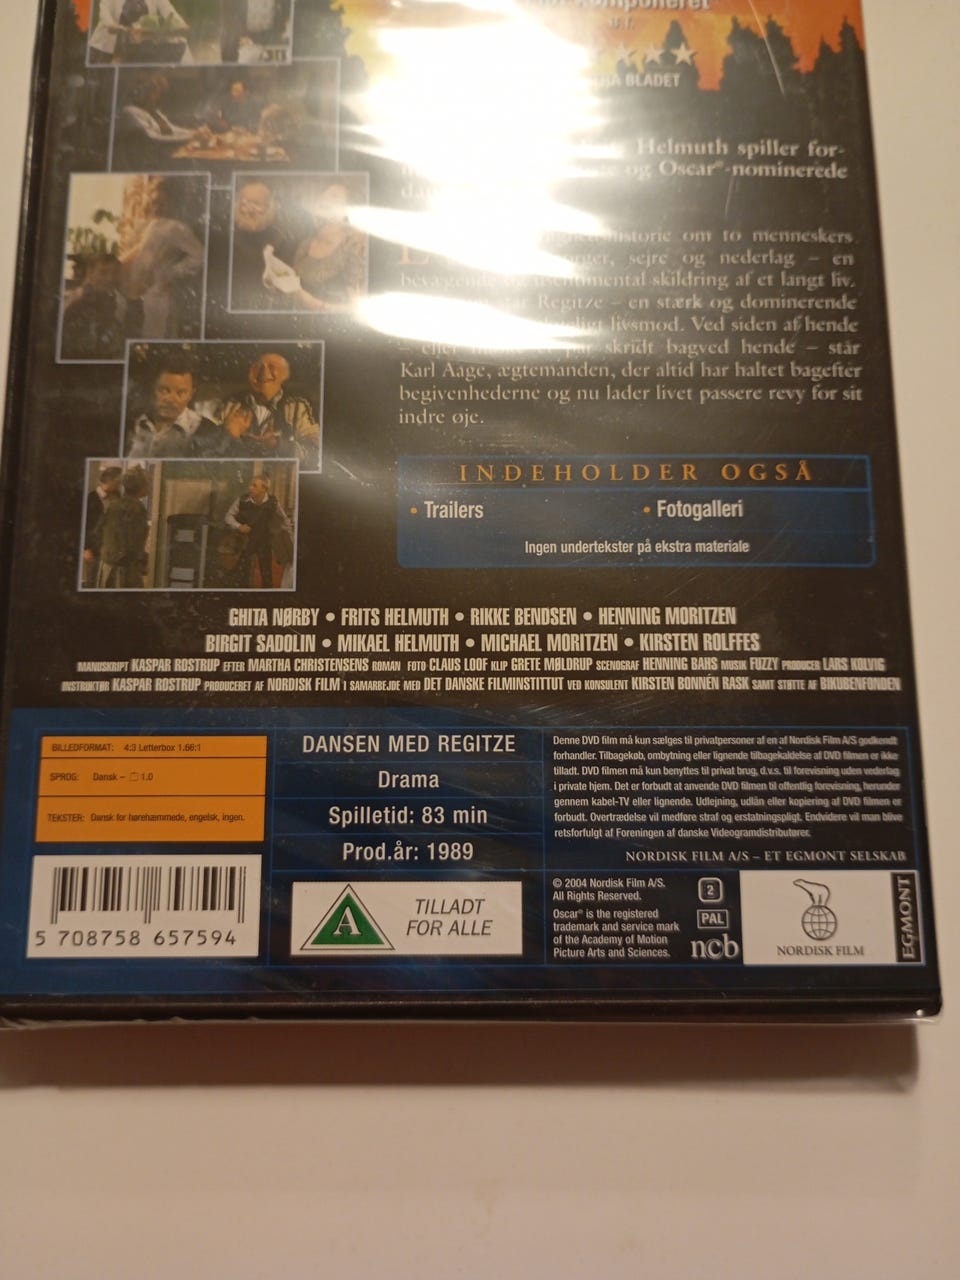 komponeret"
B.T.
BLADET
Helmuth spiller for-
og Oscar®-nominerede
historie om to menneskers
sejre og nederlag – en
skildring af et langt liv.
Regitze – en stærk og dominerende
livsmod. Ved siden af hende
par skridt bagved hende – står
Karl Aage, ægtemanden, der altid har haltet bagefter
begivenhederne og nu lader livet passere revy for sit
indre øje.
INDEHOLDER OGSÅ
• Trailers • Fotogalleri
Ingen undertekster på ekstra materiale
GHITA NØRBY • FRITS HELMUTH • RIKKE BENDSEN • HENNING MORITZEN
BIRGIT SADOLIN • MIKAEL HELMUTH • MICHAEL MORITZEN • KIRSTEN ROLFFES
MANUSKRIPT KASPAR ROSTRUP EFTER MARTHA CHRISTENSENS ROMAN FOTO CLAUS LOOF KLIP GRETE MØLDRUP SCENOGRAF HENNING BAHS MUSIK FUZZY PRODUCER LARS KOLVIG
INSTRUKTØR KASPAR ROSTRUP PRODUCERET AF NORDISK FILM I SAMARBEJDE MED DET DANSKE FILMINSTITTUT VED KONSULENT KIRSTEN BONNÉN RASK SAMT STØTTE AF BIKUBENFONDEN
BILLEDFORMAT: 4:3 Letterbox 1.66:1
SPROG: Dansk – 1.0
TEKSTER: Dansk for hørehæmmede, engelsk, ingen.
5 708758 657594
DANSEN MED REGITZE
Drama
Spilletid: 83 min
Prod.år: 1989
A TILLADT
FOR ALLE
Denne DVD film må kun sælges til privatpersoner af en af Nordisk Film A/S godkendt
forhandler. Tilbagekøb, ombytning eller lignende tilbagekaldelse af DVD filmen er ikke
tilladt. DVD filmen må kun benyttes til privat brug, d.v.s. til forevisning uden vederlag
i private hjem. Det er forbudt at anvende DVD filmen til offentlig forevisning, herunder
gennem kabel-TV eller lignende. Udlejning, udlån eller kopiering af DVD filmen er
forbudt. Overtrædelse vil medføre straf og erstatningspligt. Endvidere vil man blive
retsforfulgt af Foreningen af danske Videogramdistributører.
NORDISK FILM A/S – ET EGMONT SELSKAB
© 2004 Nordisk Film A/S.
All Rights Reserved.
Oscar® is the registered
trademark and service mark
of the Academy of Motion
Picture Arts and Sciences.
2
PAL
ncb
NORDISK FILM
EGMONT